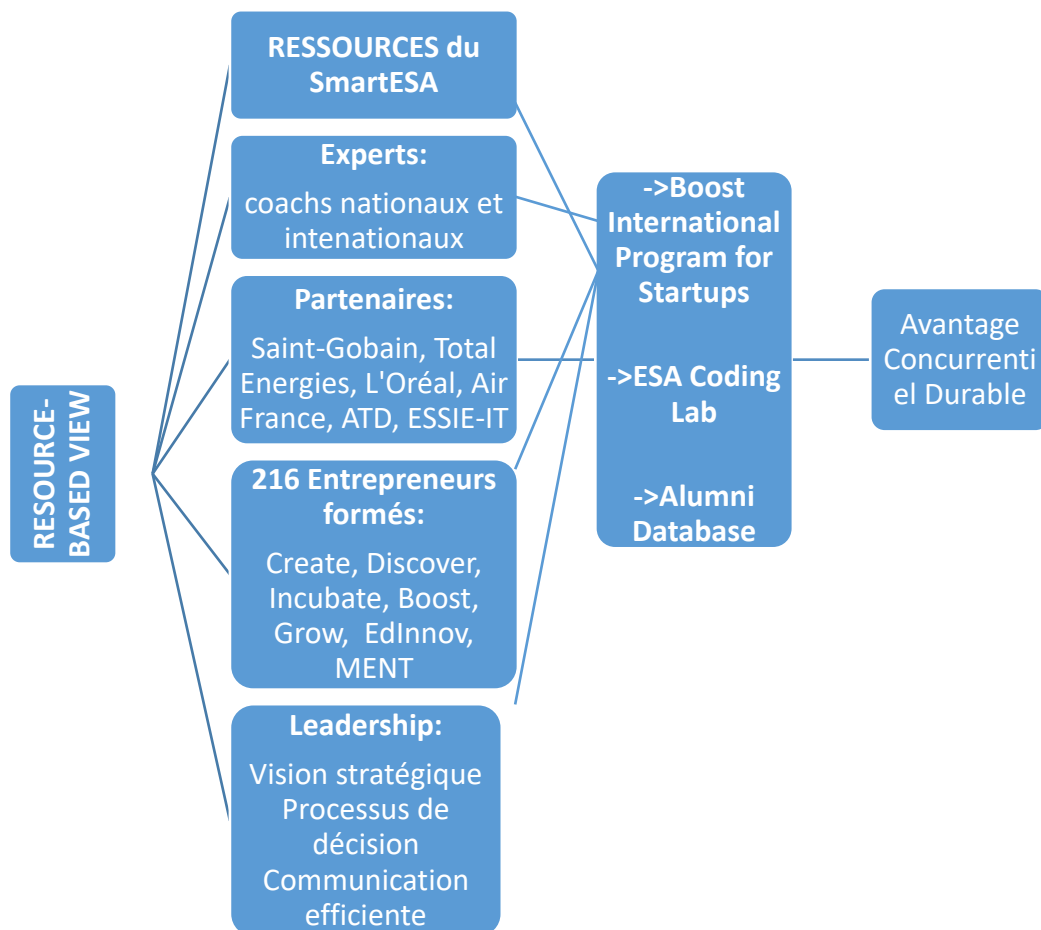 RESOURCE-
BASED VIEW
RESSOURCES du
SmartESA
Experts:
coachs nationaux et
intenationaux
Partenaires:
Saint-Gobain, Total
Energies, L'Oréal, Air
France, ATD, ESSIE-IT
216 Entrepreneurs
formés:
Create, Discover,
Incubate, Boost,
Grow, EdInnov,
MENT
Leadership:
Vision stratégique
Processus de
décision
Communication
efficiente
->Boost
International
Program for
Startups
->ESA Coding
Lab
->Alumni
Database
Avantage
Concurrenti
el Durable